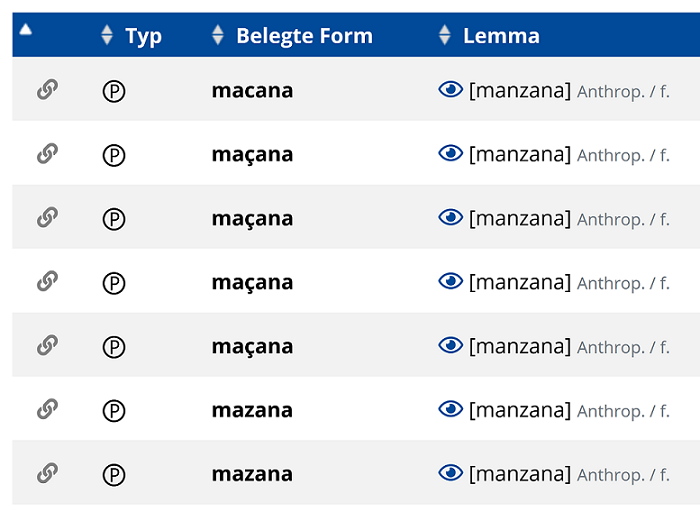 Typ Belegte Form Lemma
Ⓟ macana [manzana] Anthrop. / f.
Ⓟ maçana [manzana] Anthrop. / f.
Ⓟ maçana [manzana] Anthrop. / f.
Ⓟ maçana [manzana] Anthrop. / f.
Ⓟ maçana [manzana] Anthrop. / f.
Ⓟ mazana [manzana] Anthrop. / f.
Ⓟ mazana [manzana] Anthrop. / f.